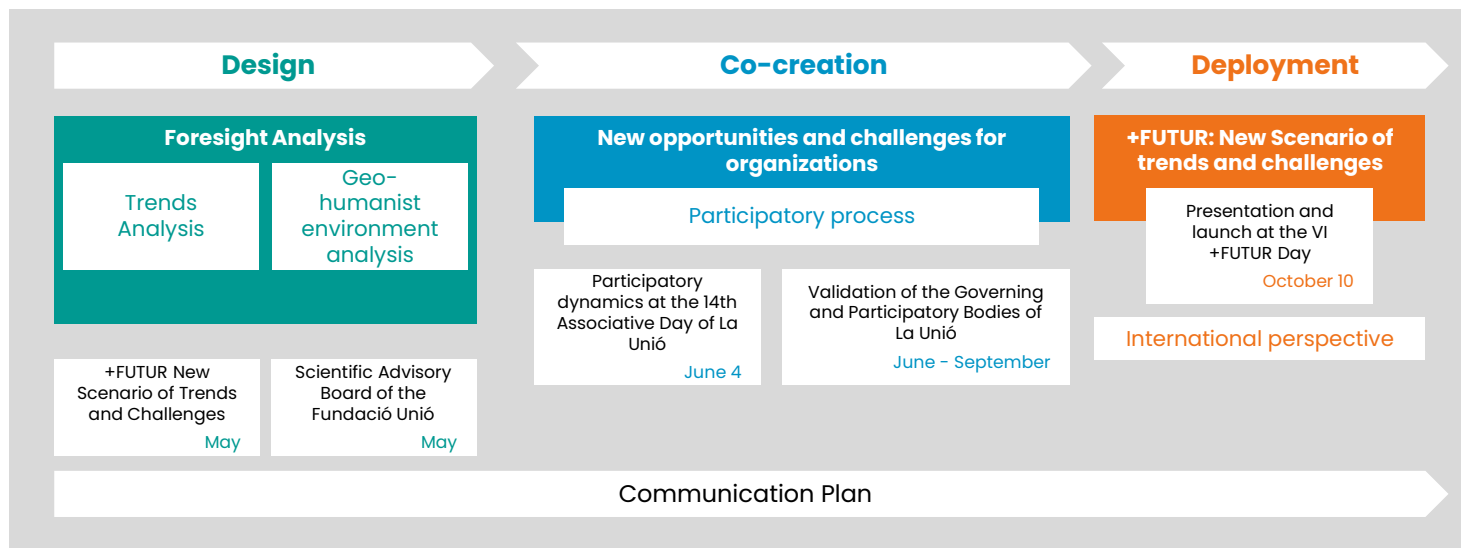 Design
Foresight Analysis
Trends
Analysis
Geo-
humanist
environment
analysis
+FUTUR New
Scenario of Trends
and Challenges
May
Scientific Advisory
Board of the
Fundació Unió
May
Co-creation
New opportunities and challenges for
organizations
Participatory process
Participatory
dynamics at the 14th
Associative Day of La
Unió
June 4
Validation of the Governing
and Participatory Bodies of
La Unió
June - September
Deployment
+FUTUR: New Scenario of
trends and challenges
Presentation and
launch at the VI
+FUTUR Day
October 10
International perspective
Communication Plan